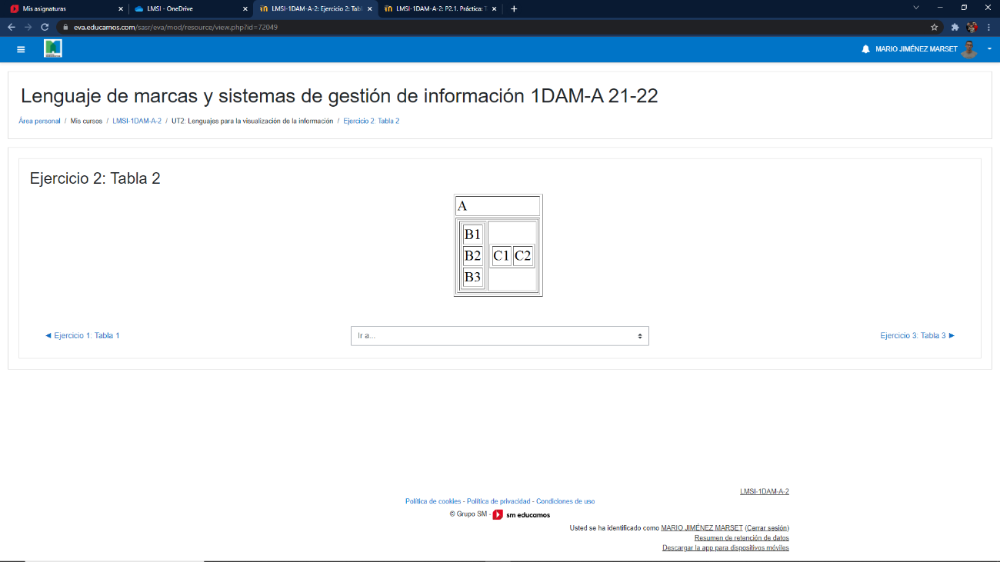 Mis asignaturas
LMSI - OneDrive
LMSI-1DAM-A-2: Ejercicio 2: Tabl
LMSI-1DAM-A-2: P2.1. Práctica: T
eva.educamos.com/sasr/eva/mod/resource/view.php?id=72049
MARIO JIMÉNEZ MARSET
Lenguaje de marcas y sistemas de gestión de información 1DAM-A 21-22
Área personal / Mis cursos / LMSI-1DAM-A-2 / UT2: Lenguajes para la visualización de la información / Ejercicio 2: Tabla 2
Ejercicio 2: Tabla 2
A
B1
B2 C1 C2
B3
◄ Ejercicio 1: Tabla 1 Ir a... Ejercicio 3: Tabla 3 ►
LMSI-1DAM-A-2
Política de cookies - Política de privacidad - Condiciones de uso
© Grupo SM - sm educamos
Usted se ha identificado como MARIO JIMÉNEZ MARSET (Cerrar sesión)
Resumen de retención de datos
Descargar la app para dispositivos móviles